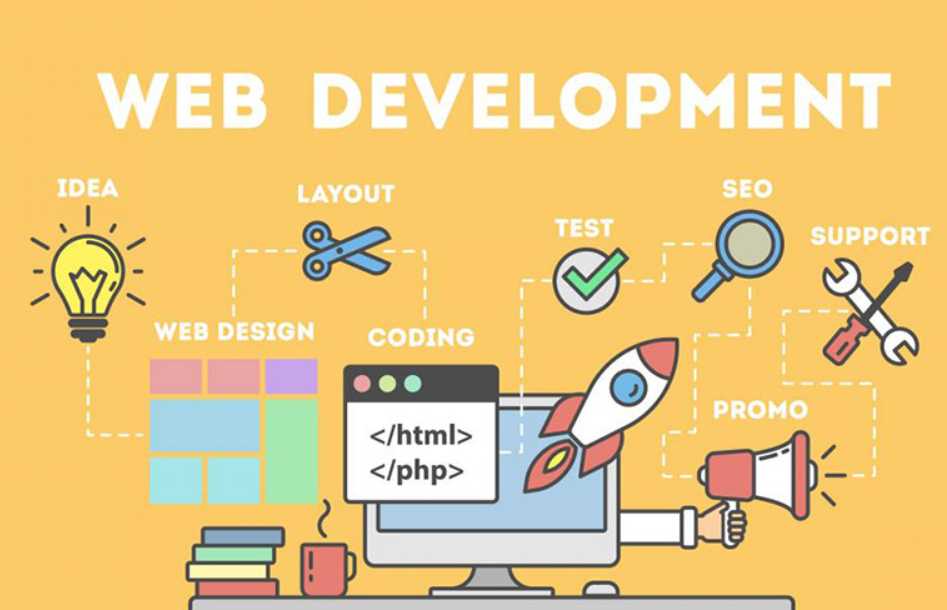 WEB DEVELOPMENT
IDEA
LAYOUT
SEO
TEST
SUPPORT
WEB DESIGN
CODING
PROMO
</html>
</php>